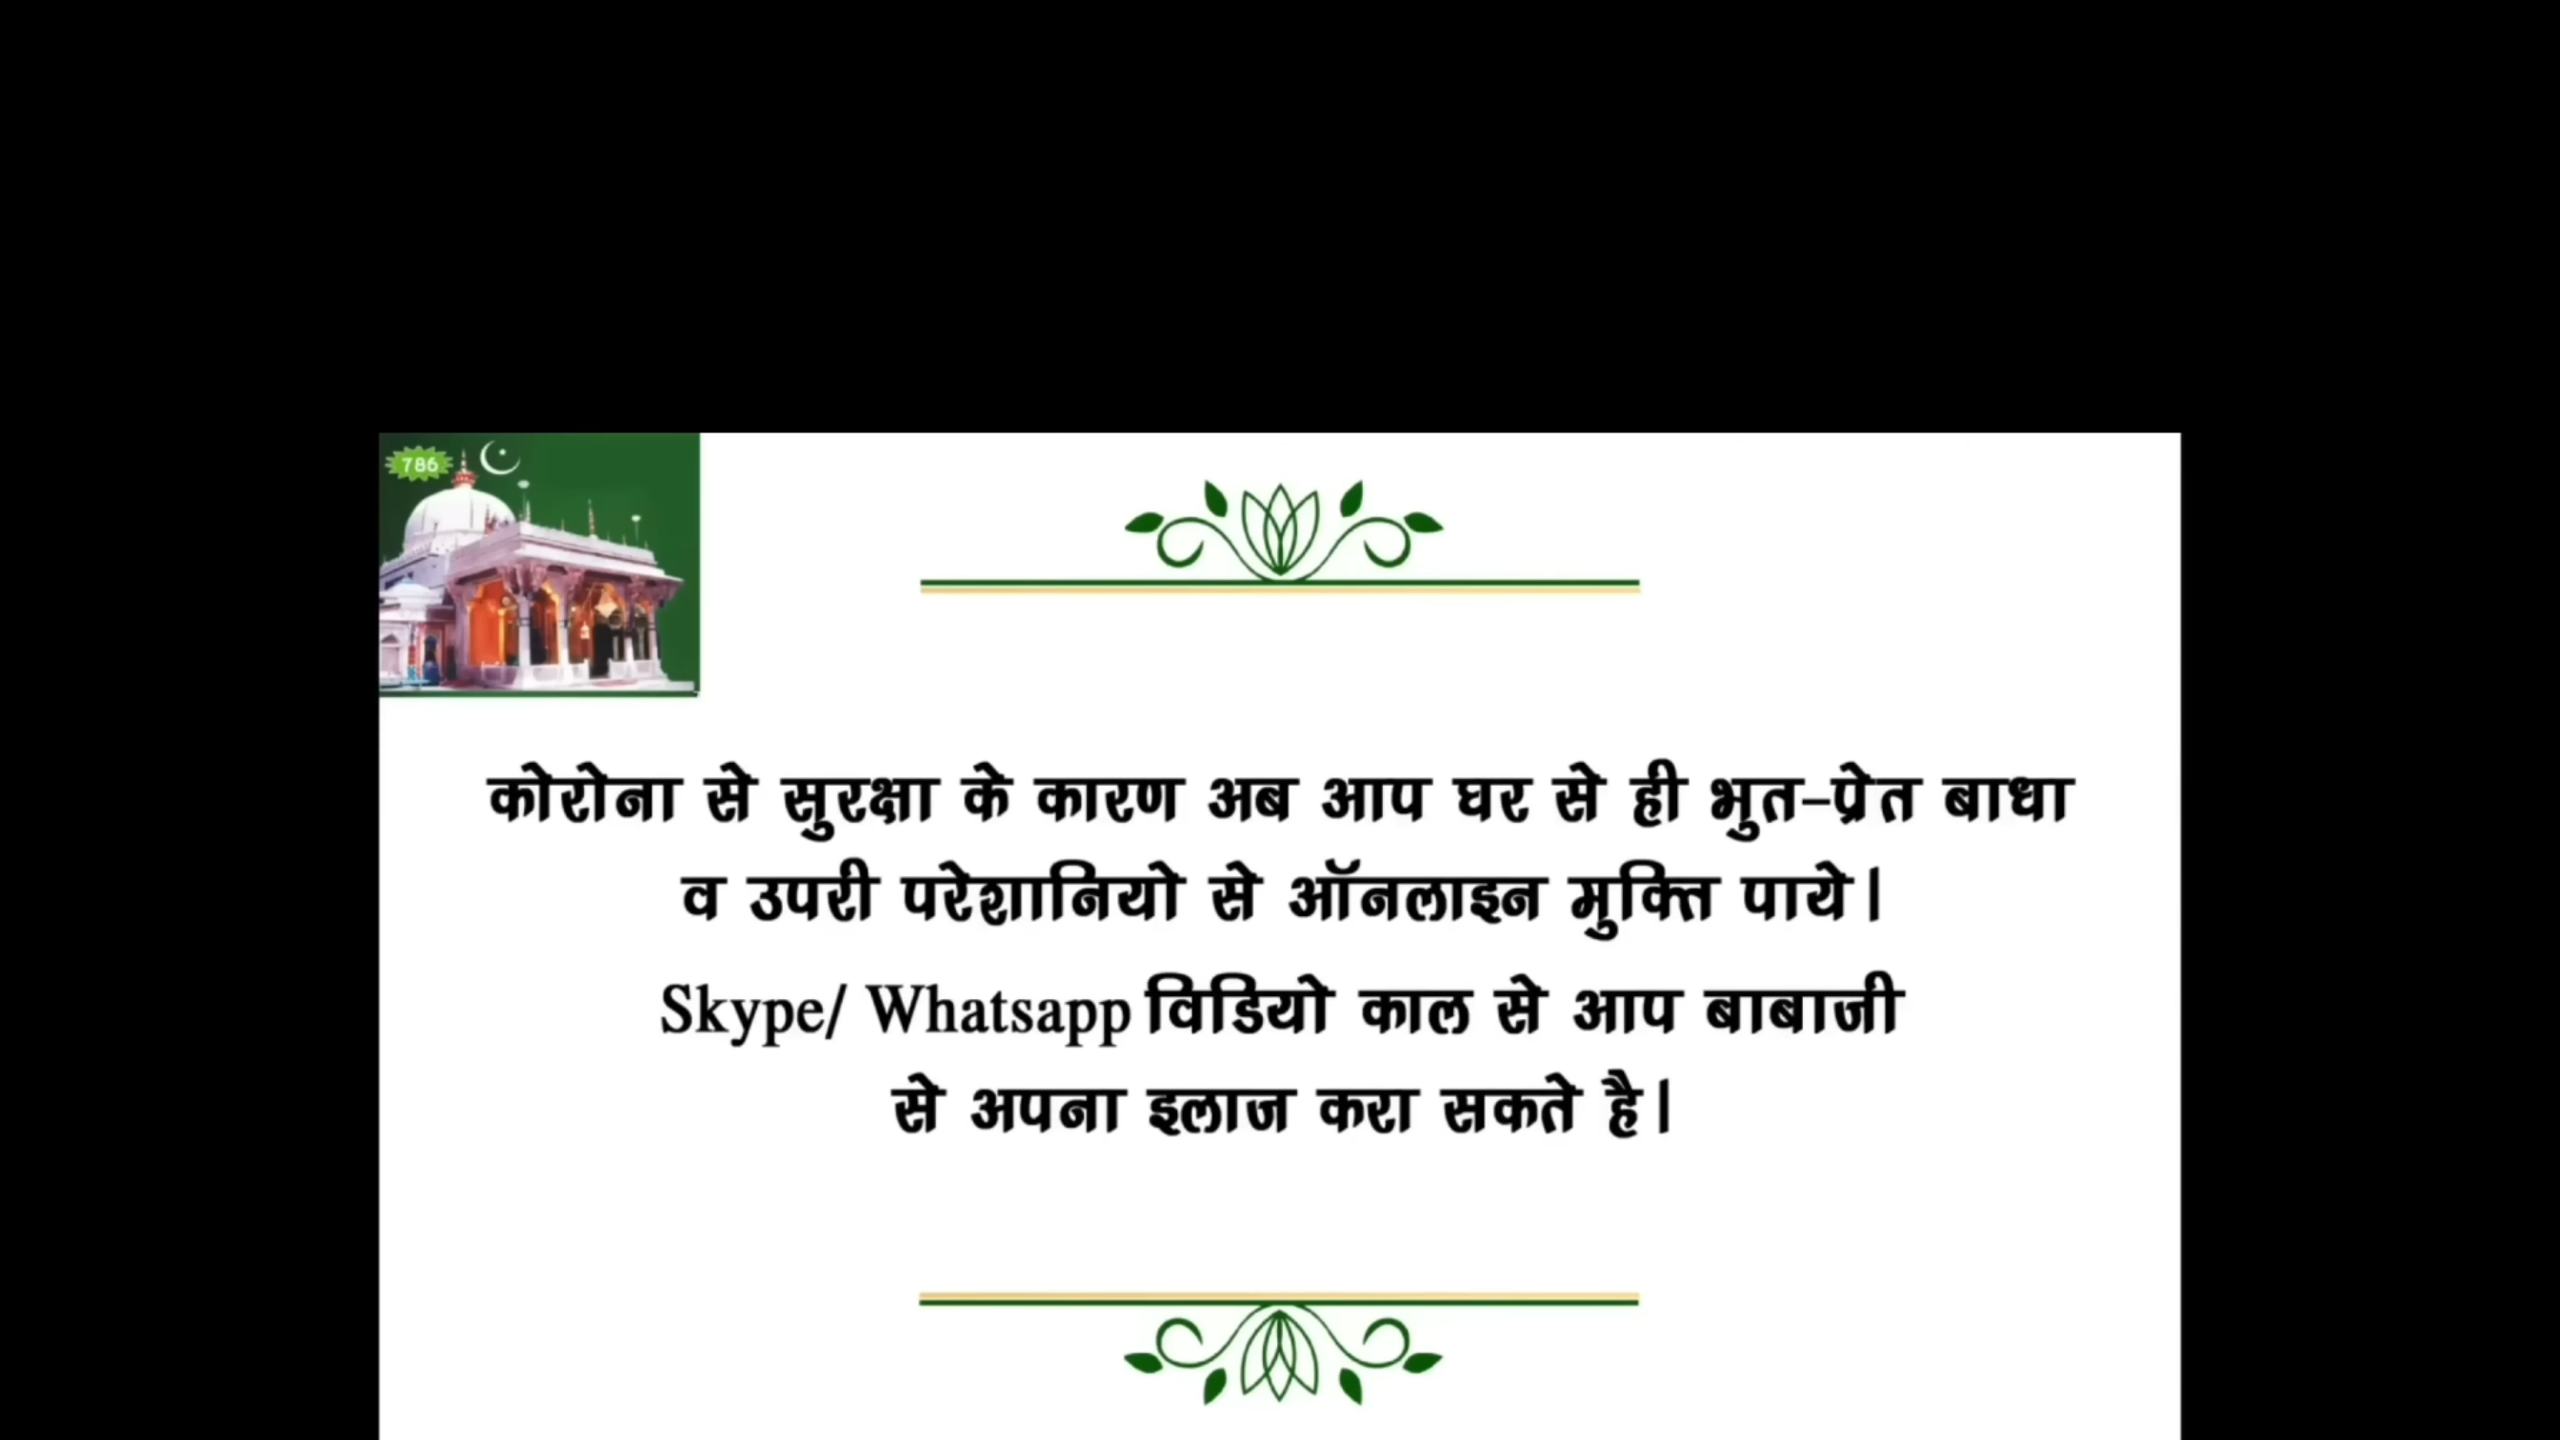 786
कोरोना से सुरक्षा के कारण अब आप घर से ही भुत-प्रेत बाधा
व उपरी परेशानियो से ऑनलाइन मुक्ति पाये।
Skype/ Whatsapp विडियो काल से आप बाबाजी
से अपना इलाज करा सकते है।